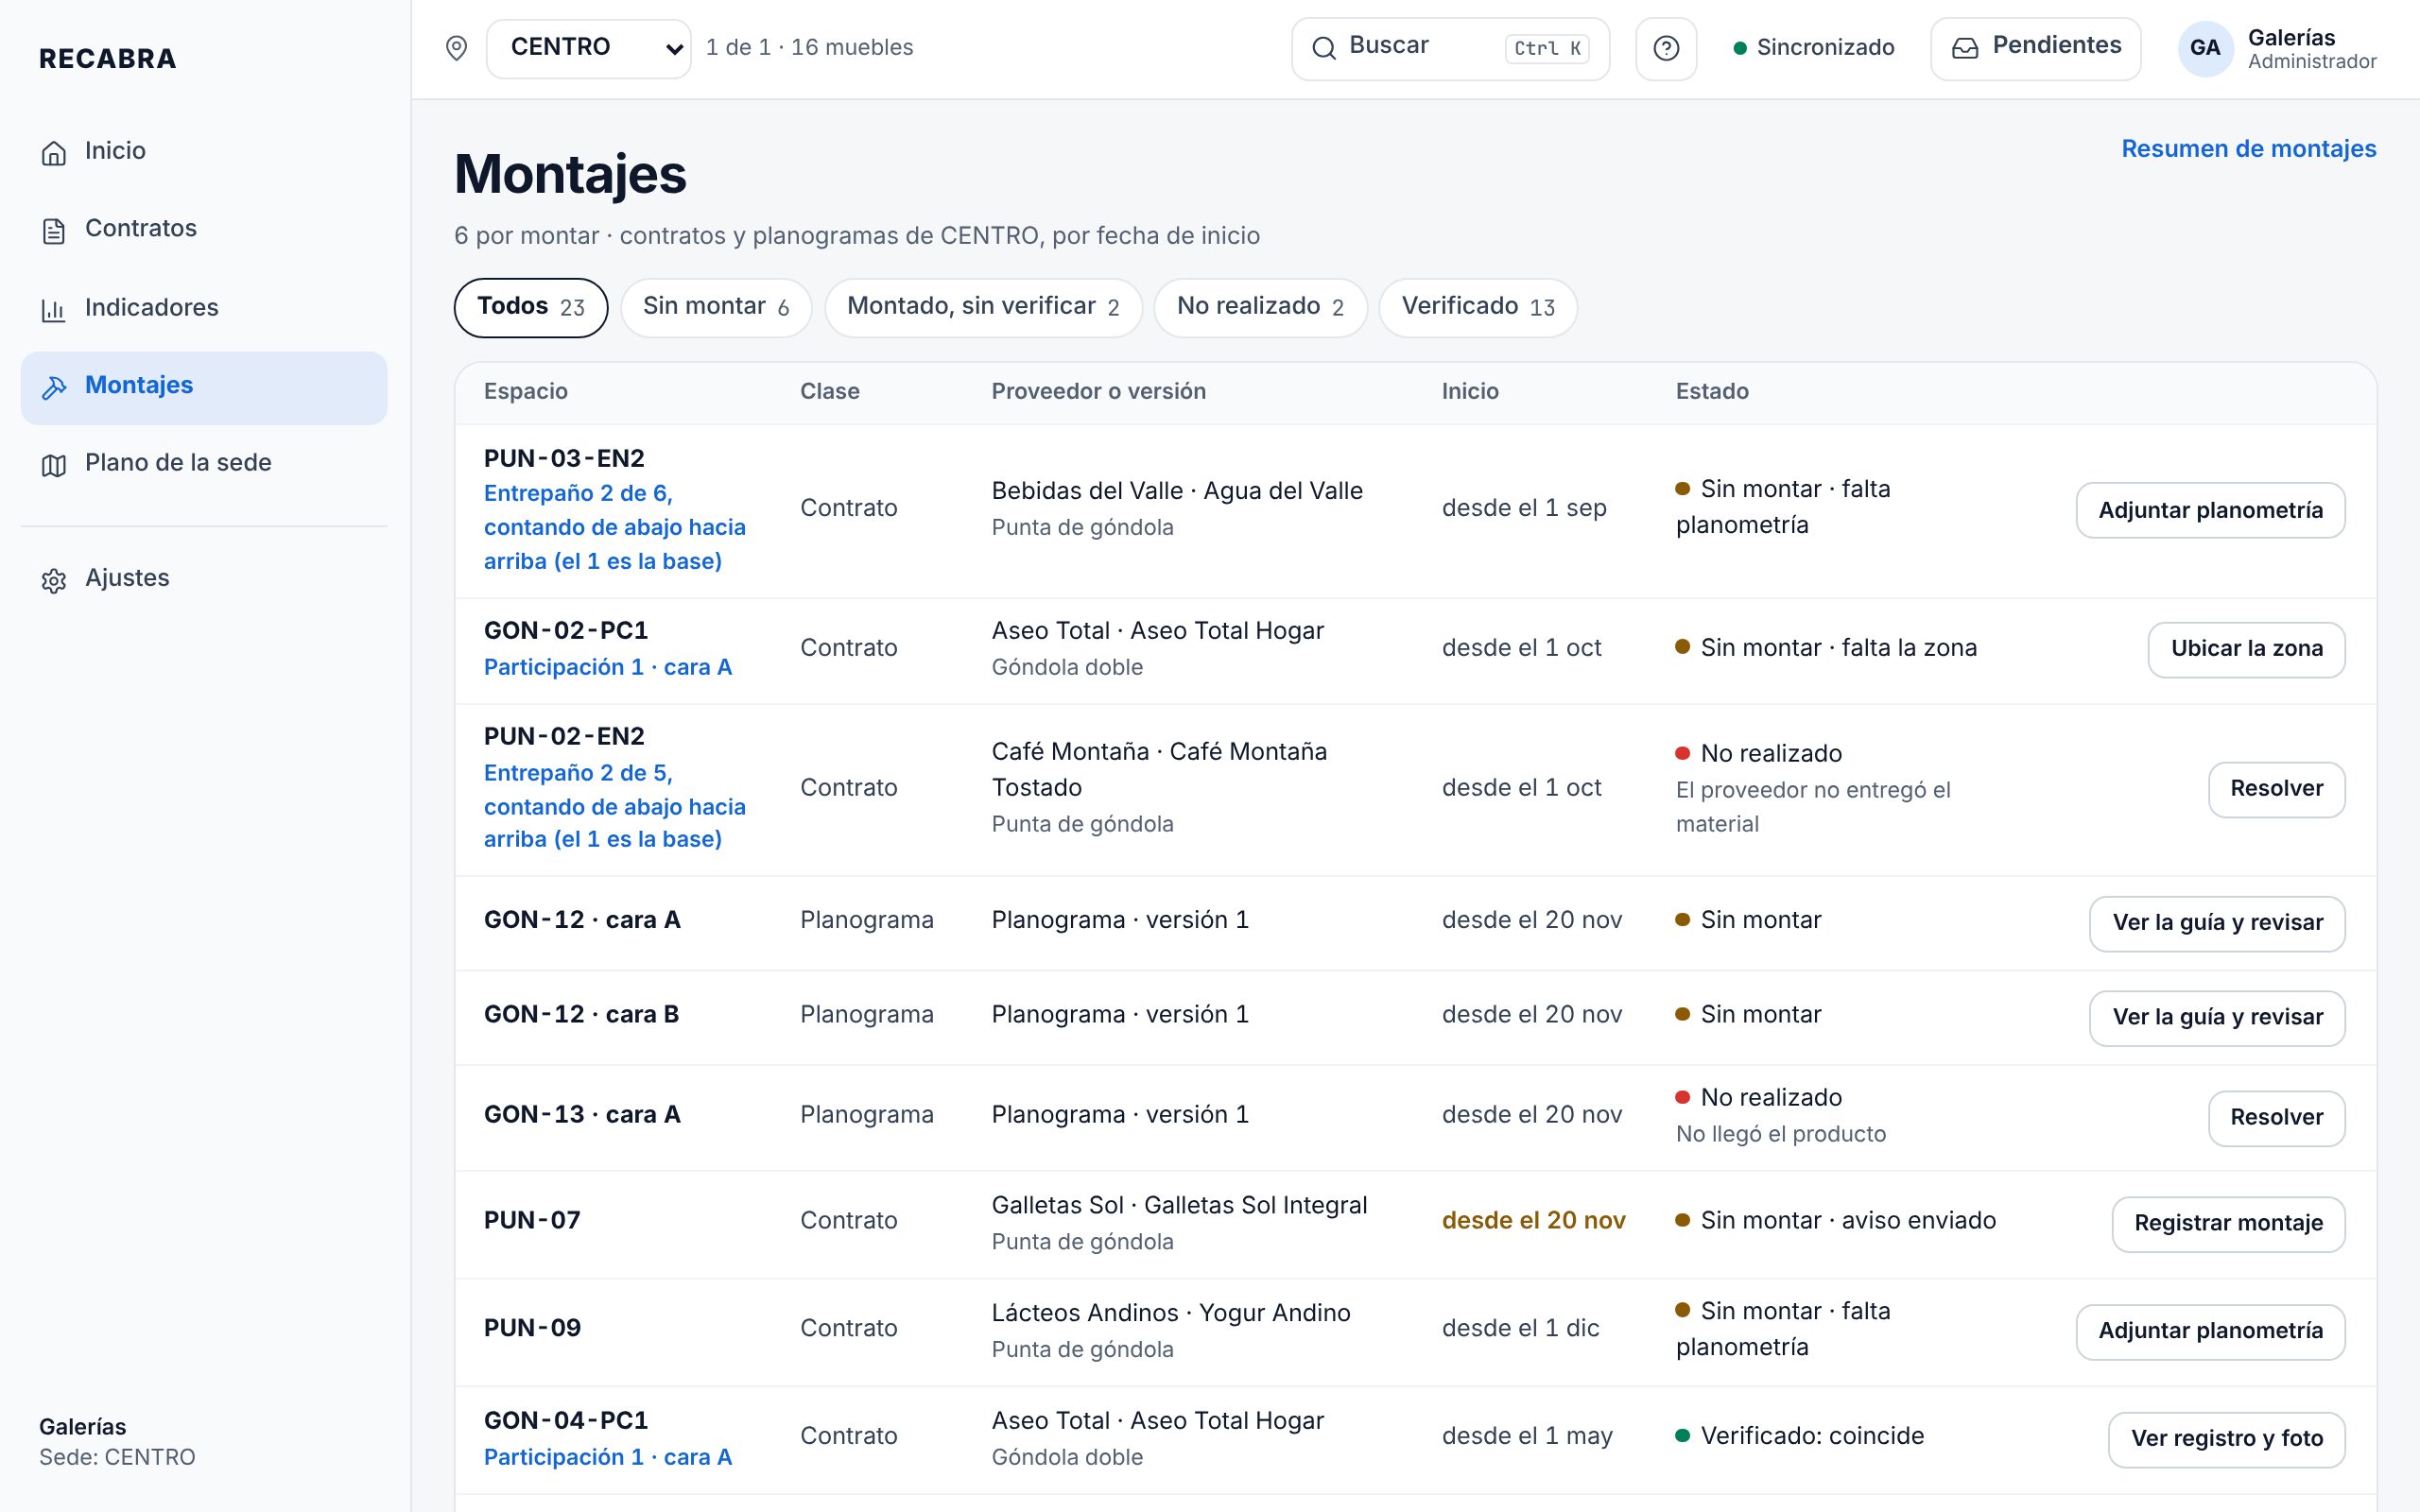 RECABRA
Inicio
Contratos
Indicadores
Montajes
Plano de la sede
Ajustes
Galerías
Sede: CENTRO
CENTRO
1 de 1 · 16 muebles
Buscar
Ctrl K
Sincronizado
Pendientes
GA
Galerías
Administrador
Montajes
Resumen de montajes
6 por montar · contratos y planogramas de CENTRO, por fecha de inicio
Todos 23
Sin montar 6
Montado, sin verificar 2
No realizado 2
Verificado 13
Espacio
Clase
Proveedor o versión
Inicio
Estado
PUN-03-EN2
Entrepaño 2 de 6,
contando de abajo hacia
arriba (el 1 es la base)
Contrato
Bebidas del Valle · Agua del Valle
Punta de góndola
desde el 1 sep
Sin montar · falta
planometría
Adjuntar planometría
GON-02-PC1
Participación 1 · cara A
Contrato
Aseo Total · Aseo Total Hogar
Góndola doble
desde el 1 oct
Sin montar · falta la zona
Ubicar la zona
PUN-02-EN2
Entrepaño 2 de 5,
contando de abajo hacia
arriba (el 1 es la base)
Contrato
Café Montaña · Café Montaña
Tostado
Punta de góndola
desde el 1 oct
No realizado
El proveedor no entregó el
material
Resolver
GON-12 · cara A
Planograma
Planograma · versión 1
desde el 20 nov
Sin montar
Ver la guía y revisar
GON-12 · cara B
Planograma
Planograma · versión 1
desde el 20 nov
Sin montar
Ver la guía y revisar
GON-13 · cara A
Planograma
Planograma · versión 1
desde el 20 nov
No realizado
No llegó el producto
Resolver
PUN-07
Contrato
Galletas Sol · Galletas Sol Integral
Punta de góndola
desde el 20 nov
Sin montar · aviso enviado
Registrar montaje
PUN-09
Contrato
Lácteos Andinos · Yogur Andino
Punta de góndola
desde el 1 dic
Sin montar · falta
planometría
Adjuntar planometría
GON-04-PC1
Participación 1 · cara A
Contrato
Aseo Total · Aseo Total Hogar
Góndola doble
desde el 1 may
Verificado: coincide
Ver registro y foto